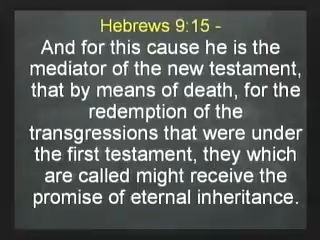 Hebrews 9:15 -
And for this cause he is the
mediator of the new testament,
that by means of death, for the
redemption of the
transgressions that were under
the first testament, they which
are called might receive the
promise of eternal inheritance.